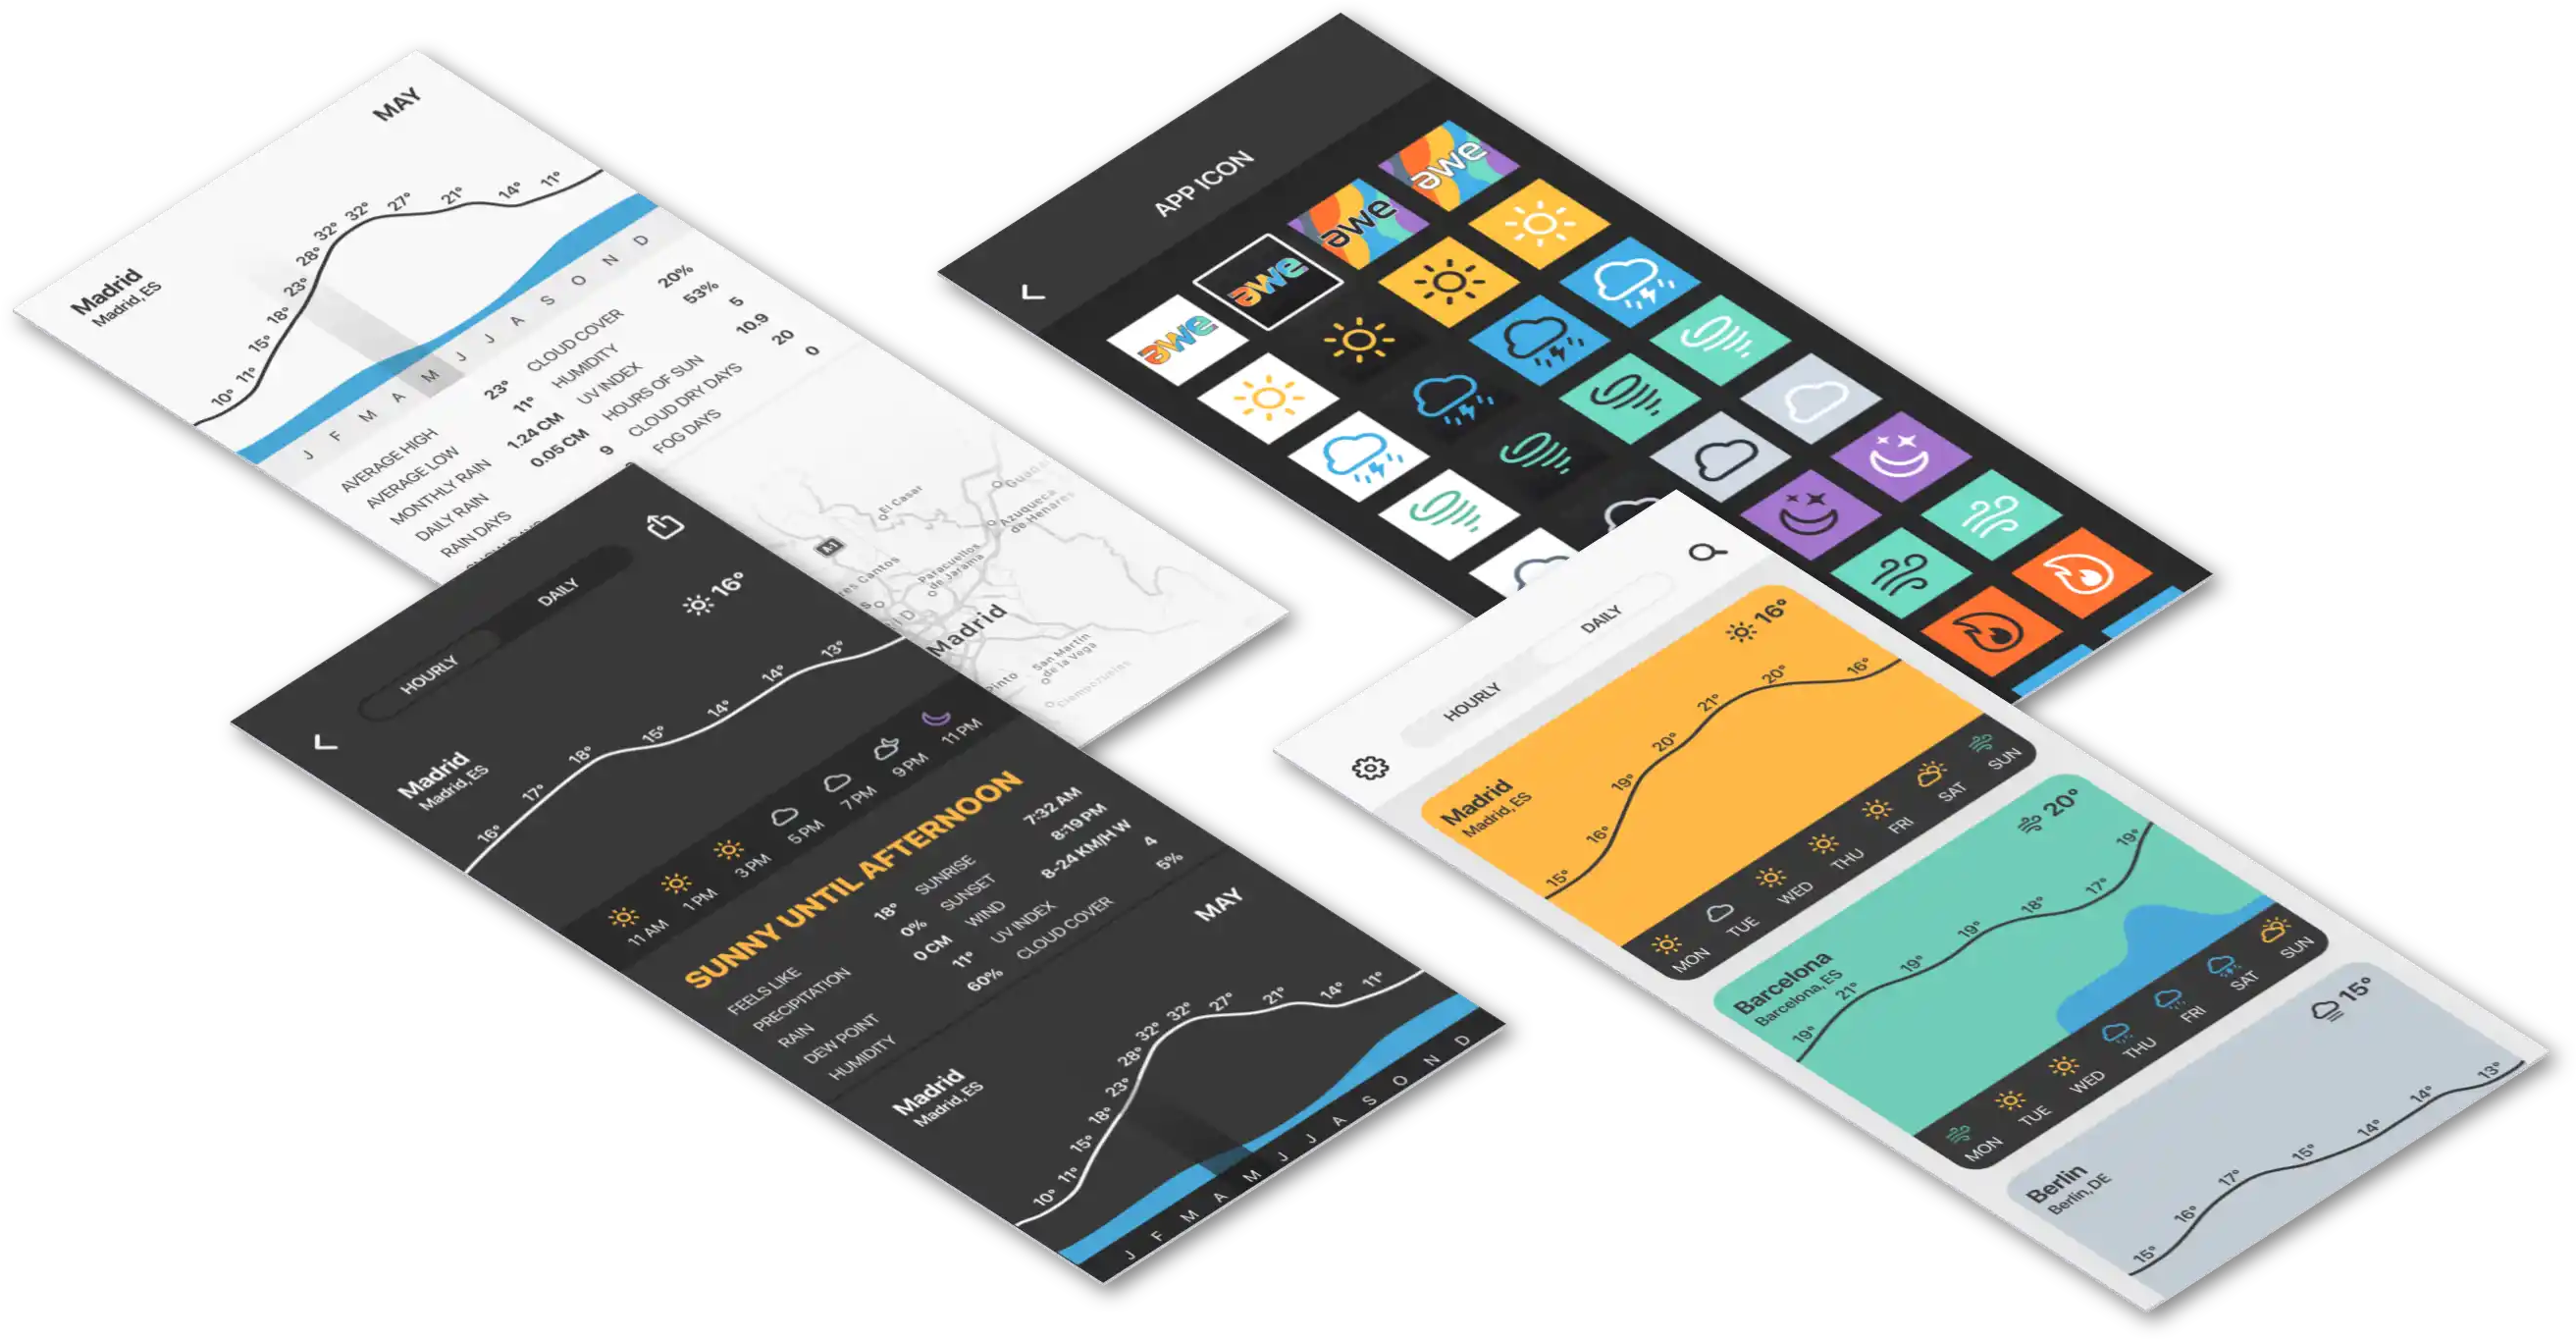 MAY
Madrid
Madrid, ES
10° 11° 15° 18° 23° 28° 32° 32° 27° 21° 14° 11°
J F M A M J J A S O N D
AVERAGE HIGH 23°
AVERAGE LOW 11°
MONTHLY RAIN 1.24 CM
DAILY RAIN 0.05 CM
RAIN DAYS 9
CLOUD COVER 20%
HUMIDITY 53%
UV INDEX 5
HOURS OF SUN 10.9
CLOUD DRY DAYS 20
FOG DAYS 0
El Casar
A-1
Azuqueca
de Henares
Paracuellos
de Jarama
Cantos
Madrid
San Martín
de la Vega
Pinto
Ciempozuelos
APP ICON
awe
awe
awe
awe
HOURLY DAILY
Madrid
Madrid, ES
16°
16° 17° 18° 15° 14° 14° 13°
11 AM 1 PM 3 PM 5 PM 7 PM 9 PM 11 PM
SUNNY UNTIL AFTERNOON
FEELS LIKE 18°
PRECIPITATION 0%
RAIN 0 CM
DEW POINT 11°
HUMIDITY 60%
SUNRISE 7:32 AM
SUNSET 8:19 PM
WIND 8-24 KM/H W
UV INDEX 4
CLOUD COVER 5%
MAY
Madrid
Madrid, ES
10° 11° 15° 18° 23° 28° 32° 32° 27° 21° 14° 11°
J F M A M J J A S O N D
HOURLY DAILY
Madrid
Madrid, ES
16°
15° 16° 19° 20° 21° 20° 16°
MON TUE WED THU FRI SAT SUN
Barcelona
Barcelona, ES
20°
19° 21° 19° 19° 18° 17° 19°
MON TUE WED THU FRI SAT SUN
Berlin
Berlin, DE
15°
15° 16° 17° 15° 14° 14° 13°